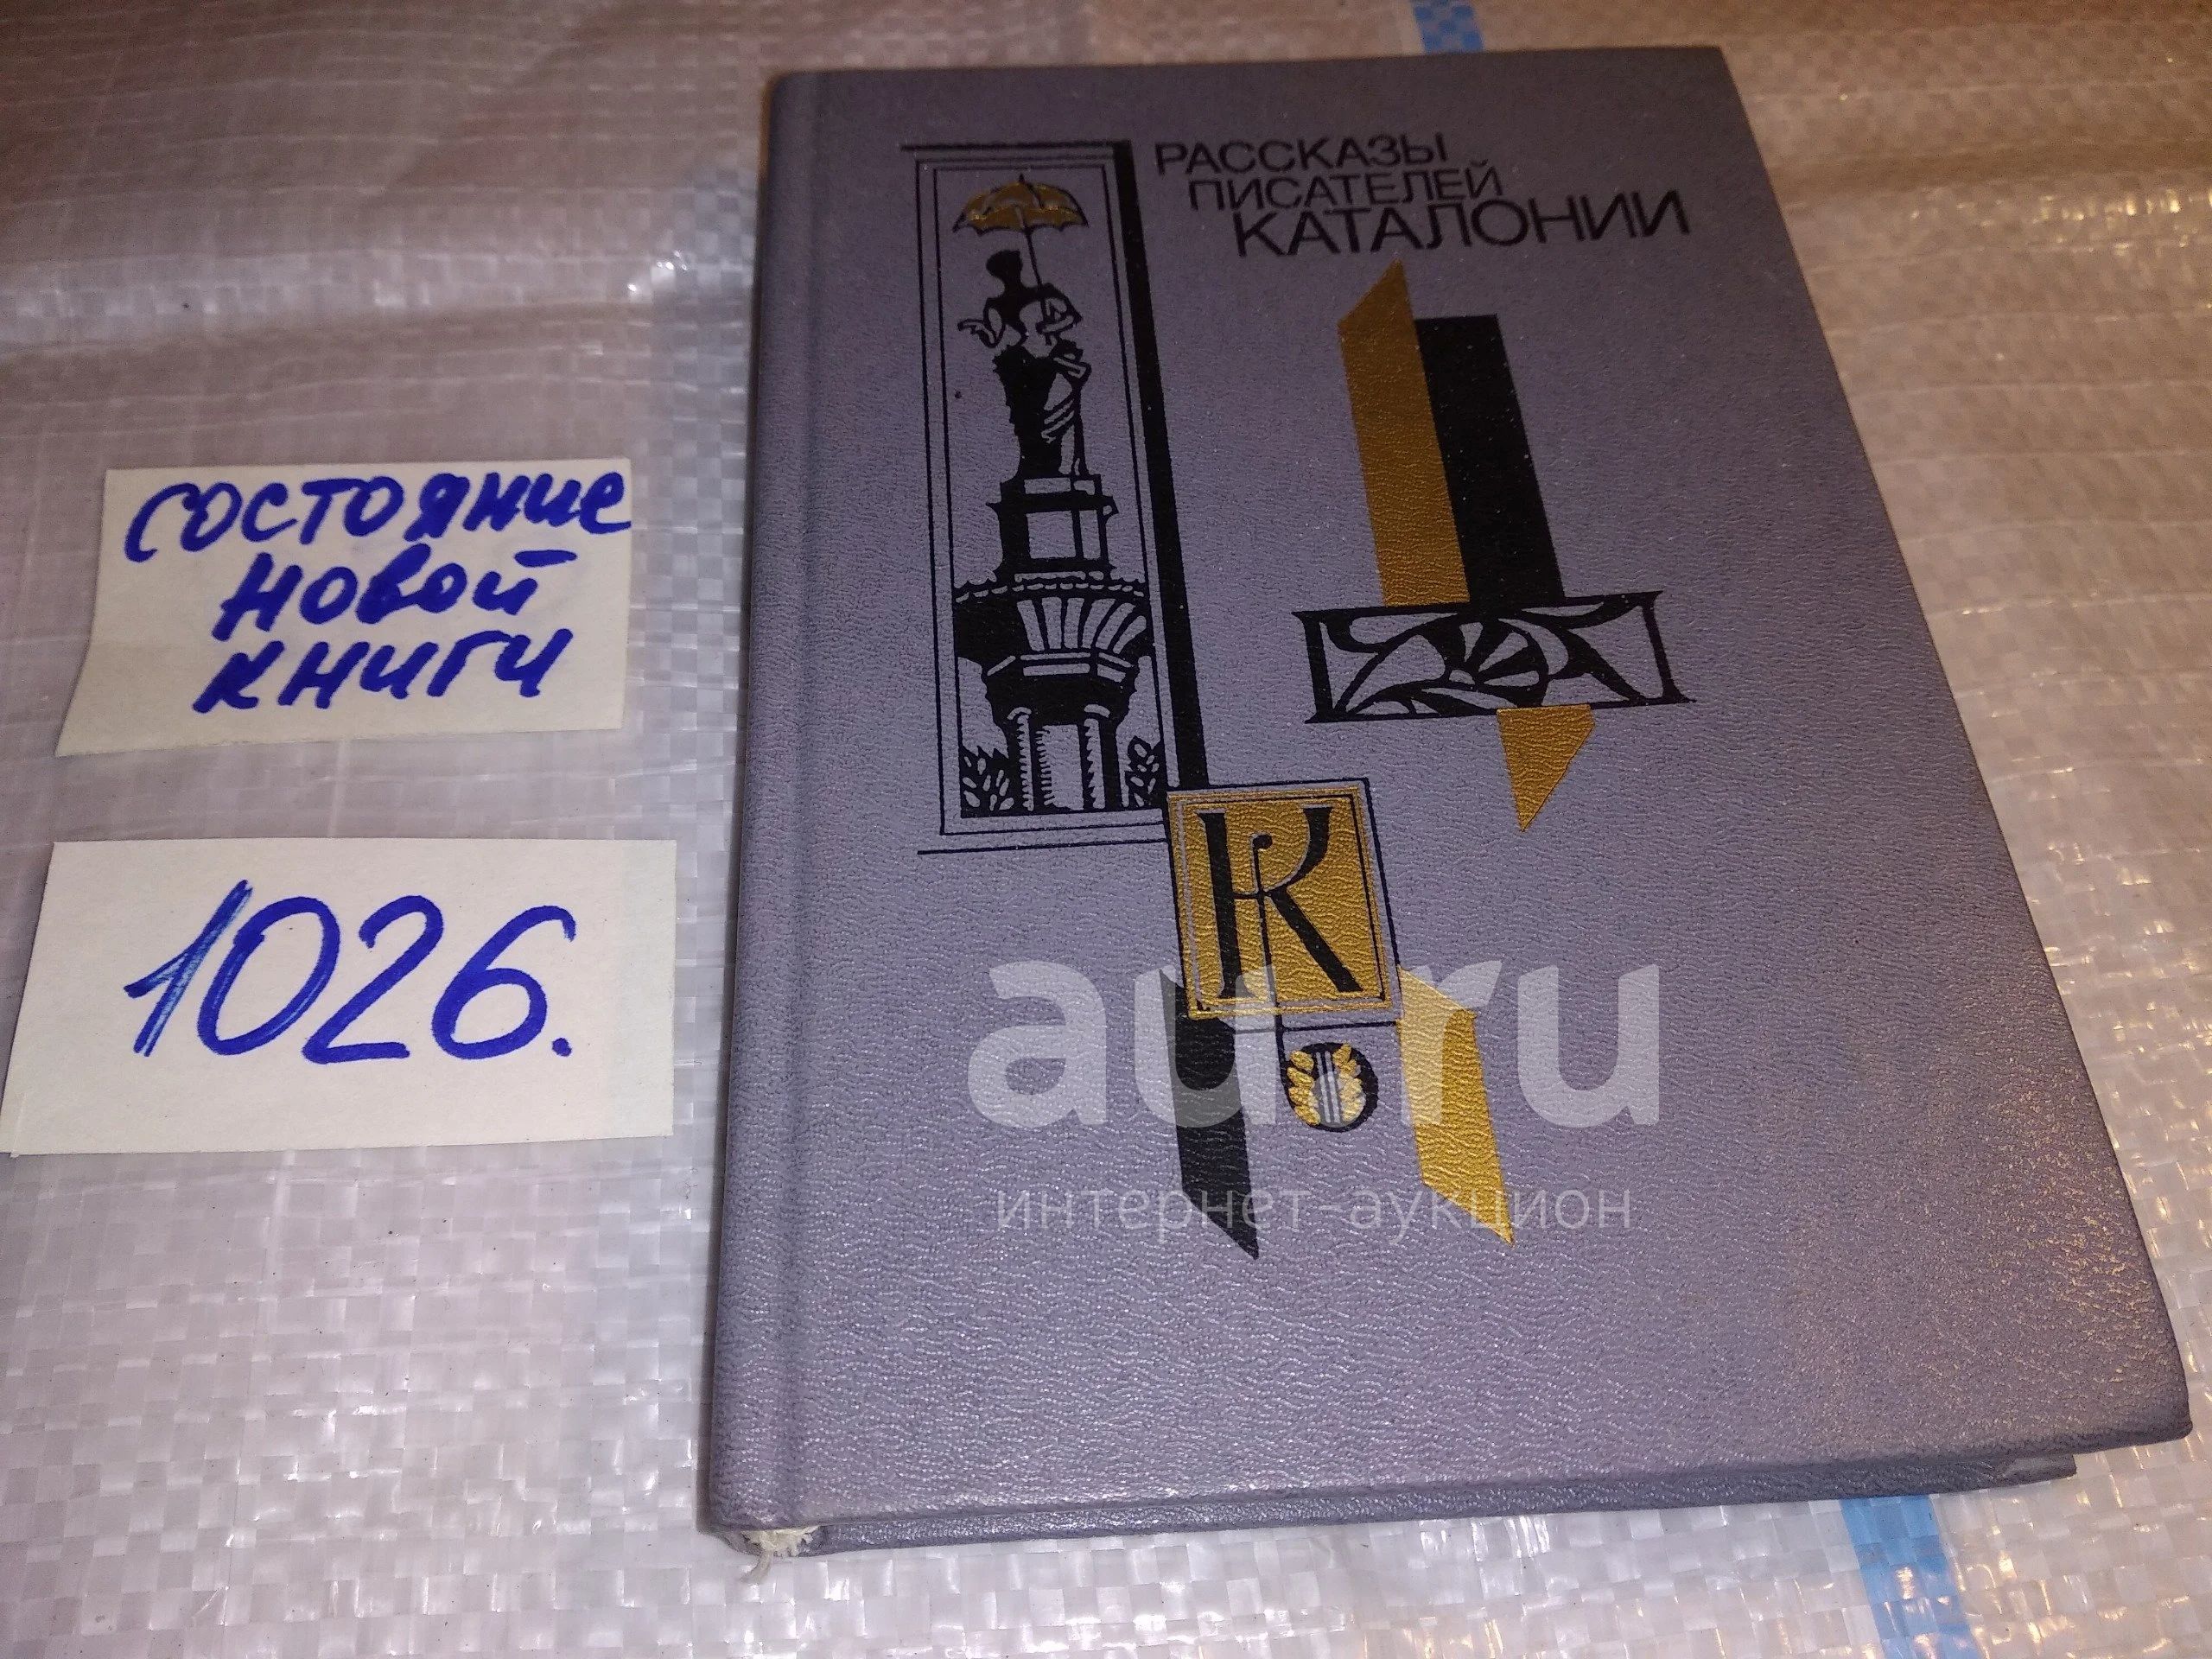 РАССКАЗЫ
ПИСАТЕЛЕЙ
КАТАЛОНИИ
состояние
новой
книги
1026.
К
au.ru
интернет-аукцион